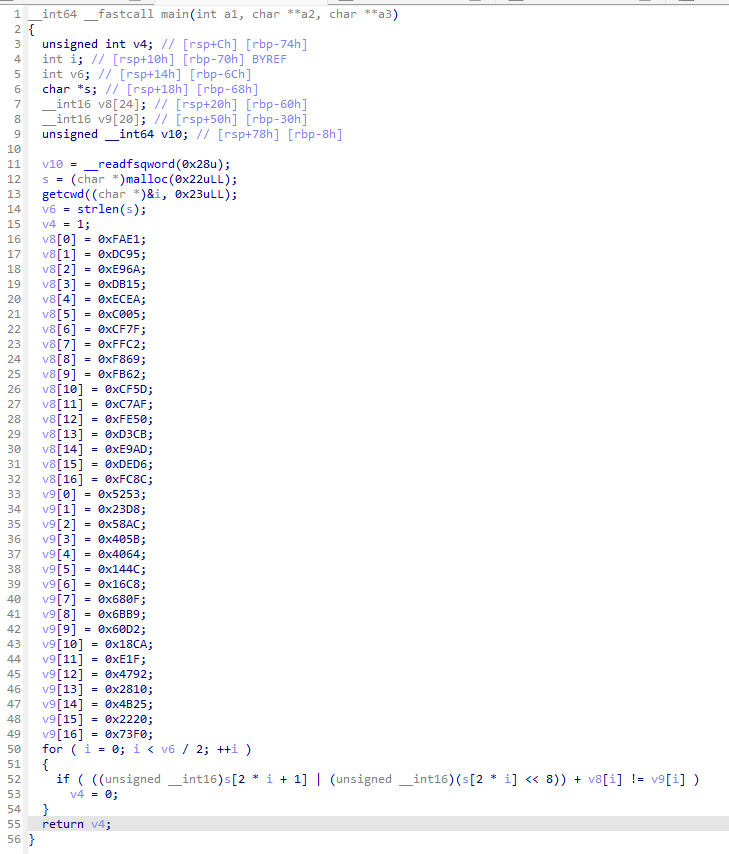 1 __int64 __fastcall main(int a1, char **a2, char **a3)
2 {
3 unsigned int v4; // [rsp+Ch] [rbp-74h]
4 int i; // [rsp+10h] [rbp-70h] BYREF
5 int v6; // [rsp+14h] [rbp-6Ch]
6 char *s; // [rsp+18h] [rbp-68h]
7 __int16 v8[24]; // [rsp+20h] [rbp-60h]
8 __int16 v9[20]; // [rsp+50h] [rbp-30h]
9 unsigned __int64 v10; // [rsp+78h] [rbp-8h]
10
11 v10 = __readfsqword(0x28u);
12 s = (char *)malloc(0x22uLL);
13 getcwd((char *)&i, 0x23uLL);
14 v6 = strlen(s);
15 v4 = 1;
16 v8[0] = 0xFAE1;
17 v8[1] = 0xDC95;
18 v8[2] = 0xE96A;
19 v8[3] = 0xDB15;
20 v8[4] = 0xECEA;
21 v8[5] = 0xC005;
22 v8[6] = 0xCF7F;
23 v8[7] = 0xFFC2;
24 v8[8] = 0xF869;
25 v8[9] = 0xFB62;
26 v8[10] = 0xCF5D;
27 v8[11] = 0xC7AF;
28 v8[12] = 0xFE50;
29 v8[13] = 0xD3CB;
30 v8[14] = 0xE9AD;
31 v8[15] = 0xDED6;
32 v8[16] = 0xFC8C;
33 v9[0] = 0x5253;
34 v9[1] = 0x23D8;
35 v9[2] = 0x58AC;
36 v9[3] = 0x405B;
37 v9[4] = 0x4064;
38 v9[5] = 0x144C;
39 v9[6] = 0x16C8;
40 v9[7] = 0x680F;
41 v9[8] = 0x6BB9;
42 v9[9] = 0x60D2;
43 v9[10] = 0x18CA;
44 v9[11] = 0xE1F;
45 v9[12] = 0x4792;
46 v9[13] = 0x2810;
47 v9[14] = 0x4B25;
48 v9[15] = 0x2220;
49 v9[16] = 0x73F0;
50 for ( i = 0; i < v6 / 2; ++i )
51 {
52 if ( ((unsigned __int16)s[2 * i + 1] | (unsigned __int16)(s[2 * i] << 8)) + v8[i] != v9[i] )
53 v4 = 0;
54 }
55 return v4;
56 }